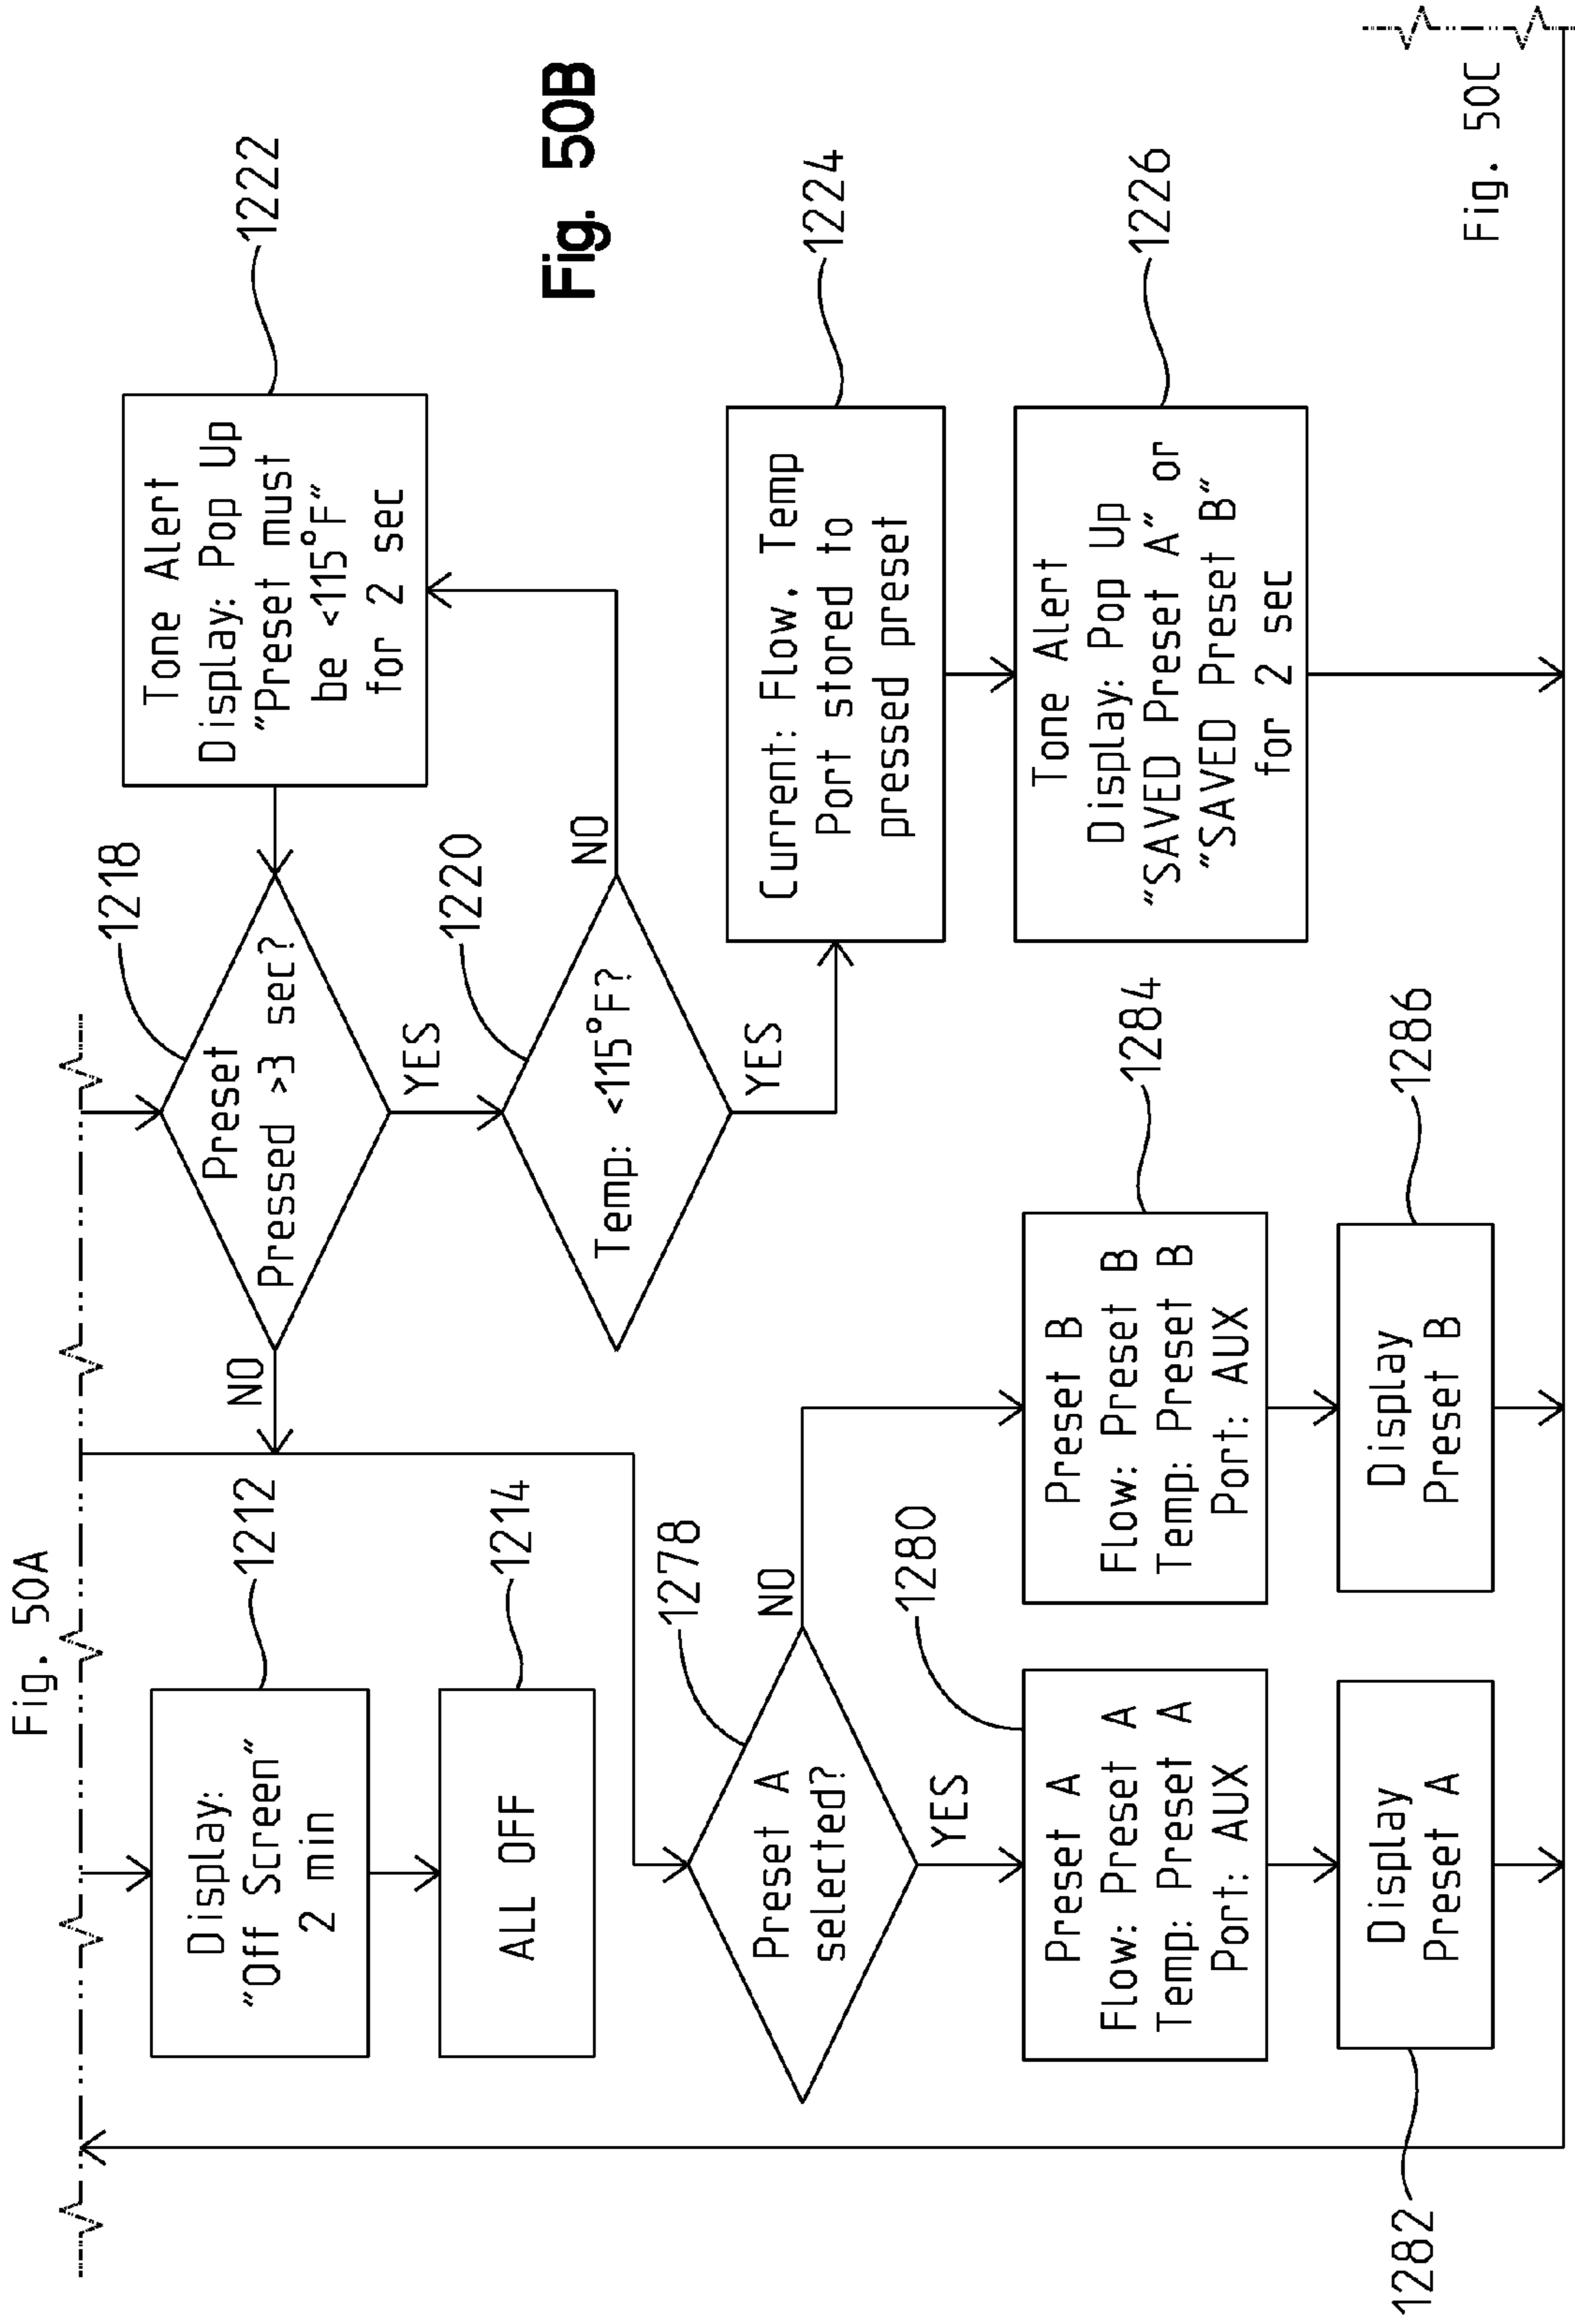 Fig. 50A
1212
Display:
"Off Screen"
2 min
1214
ALL OFF
1218
Preset
Pressed >3 sec?
NO
YES
1220
Temp: <115°F?
NO
YES
1222
Tone Alert
Display: Pop Up
"Preset must
be <115°F"
for 2 sec
Fig. 50B
1224
Current: Flow. Temp
Port stored to
pressed preset
1226
Tone Alert
Display: Pop Up
"SAVED Preset A" or
"SAVED Preset B"
for 2 sec
1278
Preset A
selected?
NO
YES
1280
Preset A
Flow: Preset A
Temp: Preset A
Port: AUX
1282
Display
Preset A
1284
Preset B
Flow: Preset B
Temp: Preset B
Port: AUX
1286
Display
Preset B
Fig. 50C